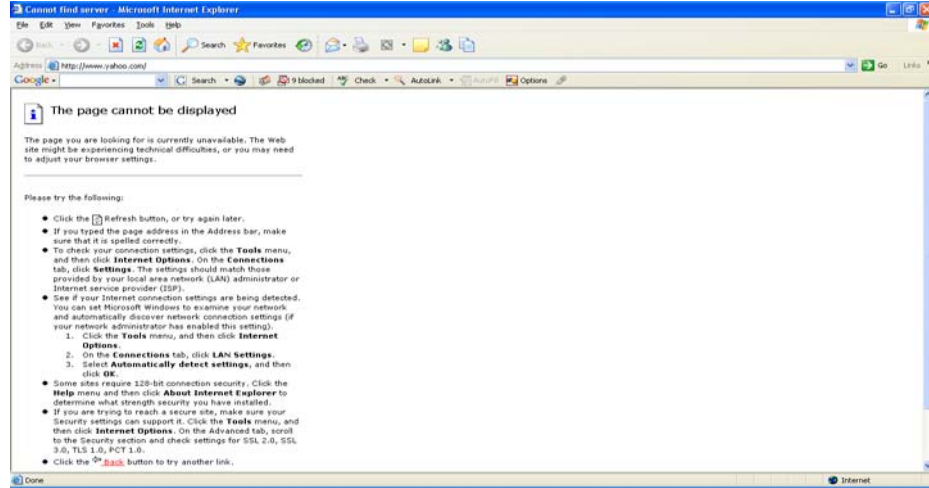 Cannot find server - Microsoft Internet Explorer
File Edit View Favorites Tools Help
Back Search Favorites
Address http://www.yahoo.com/ Go Links
Google Search 9 blocked Check AutoLink AutoFill Options
The page cannot be displayed
The page you are looking for is currently unavailable. The Web
site might be experiencing technical difficulties, or you may need
to adjust your browser settings.
Please try the following:
Click the Refresh button, or try again later.
If you typed the page address in the Address bar, make
sure that it is spelled correctly.
To check your connection settings, click the Tools menu,
and then click Internet Options. On the Connections
tab, click Settings. The settings should match those
provided by your local area network (LAN) administrator or
Internet service provider (ISP).
See if your Internet connection settings are being detected.
You can set Microsoft Windows to examine your network
and automatically discover network connection settings (if
your network administrator has enabled this setting).
1. Click the Tools menu, and then click Internet
Options.
2. On the Connections tab, click LAN Settings.
3. Select Automatically detect settings, and then
click OK.
Some sites require 128-bit connection security. Click the
Help menu and then click About Internet Explorer to
determine what strength security you have installed.
If you are trying to reach a secure site, make sure your
Security settings can support it. Click the Tools menu, and
then click Internet Options. On the Advanced tab, scroll
to the Security section and check settings for SSL 2.0, SSL
3.0, TLS 1.0, PCT 1.0.
Click the Back button to try another link.
Done Internet